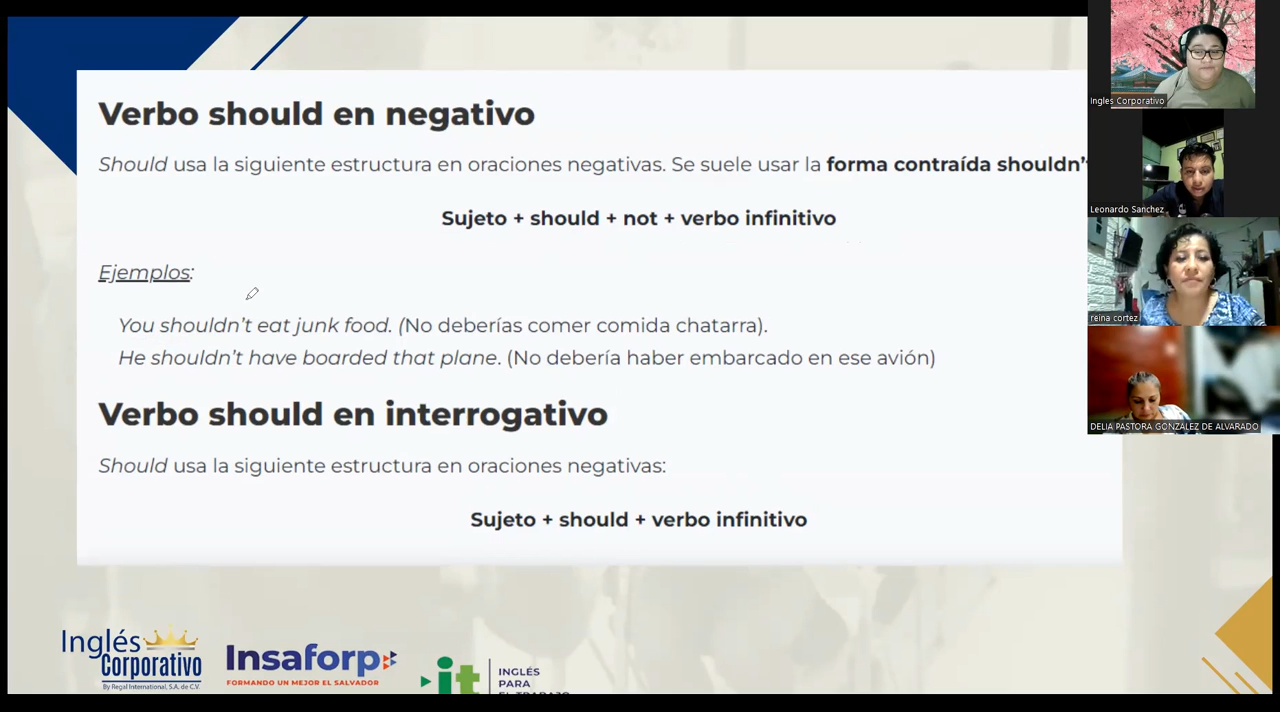 Verbo should en negativo
Should usa la siguiente estructura en oraciones negativas. Se suele usar la forma contraída shouldn'
Sujeto + should + not + verbo infinitivo
Ejemplos:
You shouldn't eat junk food. (No deberías comer comida chatarra).
He shouldn't have boarded that plane. (No debería haber embarcado en ese avión)
Verbo should en interrogativo
Should usa la siguiente estructura en oraciones negativas:
Sujeto + should + verbo infinitivo
Inglés
Corporativo
By Regal International, S.A. de C.V.
Insaforp
FORMANDO UN MEJOR EL SALVADOR
it
INGLÉS
PARA
EL TRABAJO
Ingles Corporativo
Leonardo Sanchez
reina cortez
DELIA PASTORA GONZALEZ DE ALVARADO